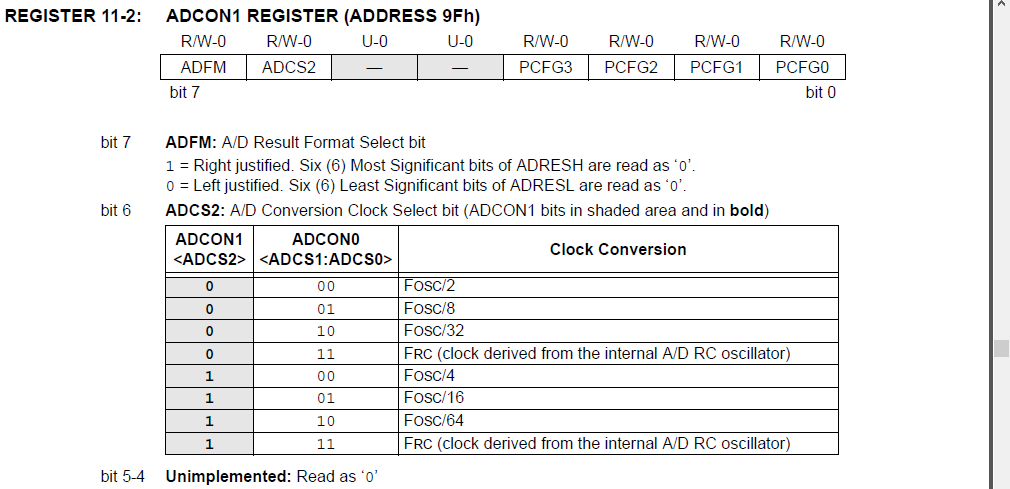 REGISTER 11-2: ADCON1 REGISTER (ADDRESS 9Fh)
R/W-0 R/W-0 U-0 U-0 R/W-0 R/W-0 R/W-0 R/W-0
ADFM ADCS2 — — PCFG3 PCFG2 PCFG1 PCFG0
bit 7 bit 0
bit 7 ADFM: A/D Result Format Select bit
1 = Right justified. Six (6) Most Significant bits of ADRESH are read as ‘0’.
0 = Left justified. Six (6) Least Significant bits of ADRESL are read as ‘0’.
bit 6 ADCS2: A/D Conversion Clock Select bit (ADCON1 bits in shaded area and in bold)
ADCON1 ADCON0
<ADCS2> <ADCS1:ADCS0> Clock Conversion
0 00 FOSC/2
0 01 FOSC/8
0 10 FOSC/32
0 11 FRC (clock derived from the internal A/D RC oscillator)
1 00 FOSC/4
1 01 FOSC/16
1 10 FOSC/64
1 11 FRC (clock derived from the internal A/D RC oscillator)
bit 5-4 Unimplemented: Read as ‘0’